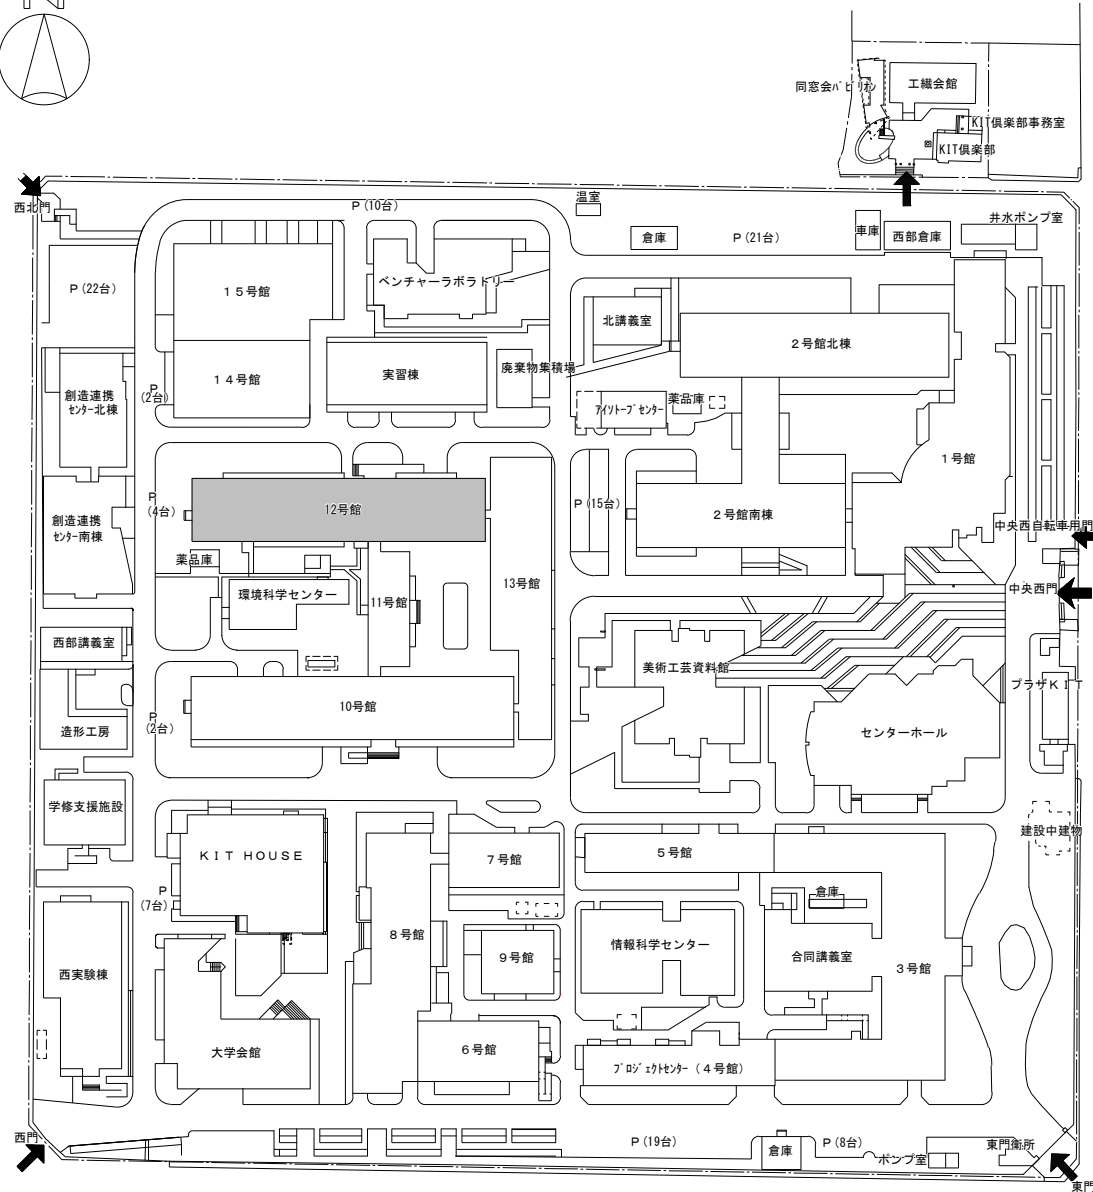 N
同窓会パビリオン
工繊会館
KIT倶楽部事務室
KIT倶楽部
西北門
P(10台)
温室
倉庫
P(21台)
車庫
西部倉庫
井水ポンプ室
P(22台)
15号館
ベンチャーラボラトリー
北講義室
2号館北棟
14号館
実習棟
廃棄物集積場
P
(2台)
創造連携
センター北棟
アイソトープセンター
薬品庫
1号館
P
(4台)
12号館
P(15台)
2号館南棟
創造連携
センター南棟
中央西自転車用門
薬品庫
13号館
環境科学センター
11号館
中央西門
西部講義室
美術工芸資料館
プラザKIT
10号館
P
(2台)
造形工房
センターホール
学修支援施設
建設中建物
KIT HOUSE
7号館
5号館
P
(7台)
倉庫
8号館
9号館
情報科学センター
合同講義室
3号館
西実験棟
大学会館
6号館
プロジェクトセンター(4号館)
西門
P(19台)
倉庫
P(8台)
ポンプ室
東門衛所
東門